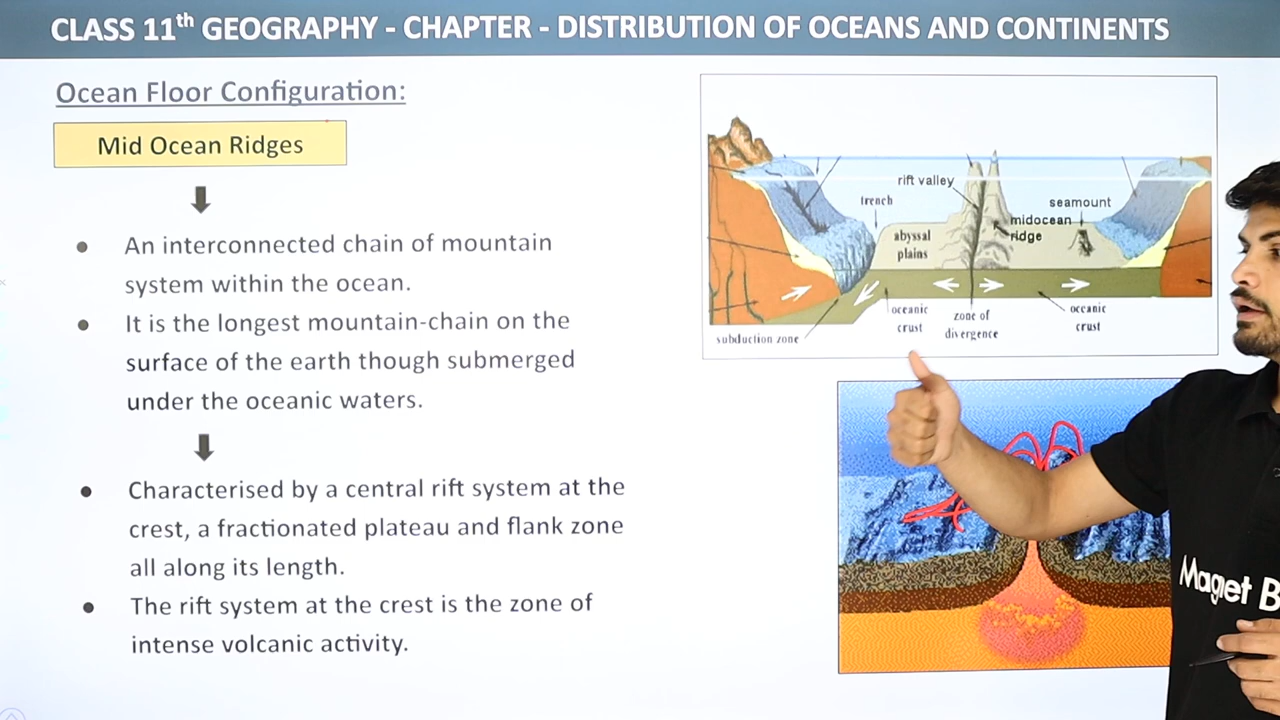 CLASS 11th GEOGRAPHY - CHAPTER - DISTRIBUTION OF OCEANS AND CONTINENTS
Ocean Floor Configuration:
Mid Ocean Ridges
An interconnected chain of mountain
system within the ocean.
It is the longest mountain-chain on the
surface of the earth though submerged
under the oceanic waters.
Characterised by a central rift system at the
crest, a fractionated plateau and flank zone
all along its length.
The rift system at the crest is the zone of
intense volcanic activity.
rift valley
trench
seamount
midocean
ridge
abyssal
plains
oceanic
crust
zone of
divergence
oceanic
crust
subduction zone
Magnet B